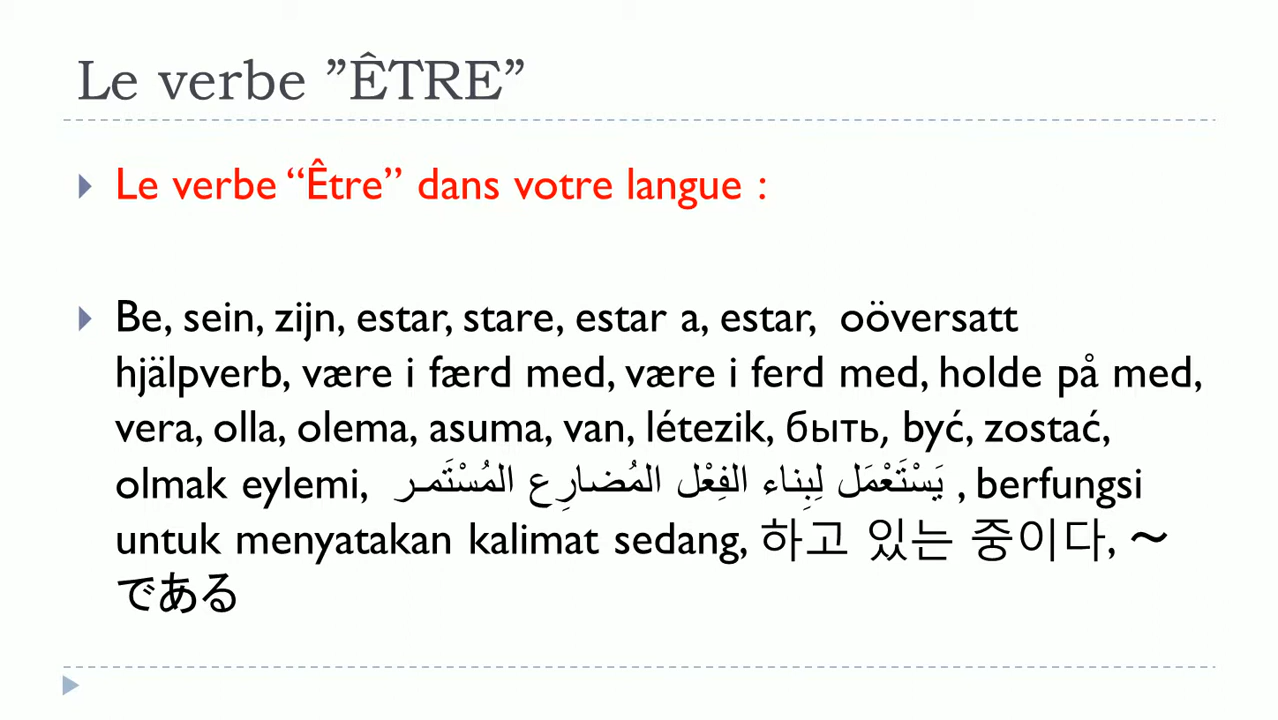 Le verbe ”ÊTRE”
Le verbe “Être” dans votre langue :
Be, sein, zijn, estar, stare, estar a, estar, oöversatt
hjälpverb, være i færd med, være i ferd med, holde på med,
vera, olla, olema, asuma, van, létezik, быть, być, zostać,
olmak eylemi, يَسْتَعْمَل لِبِناء الفِعْل المُضارِع المُسْتَمـر , berfungsi
untuk menyatakan kalimat sedang, 하고 있는 중이다, ～
である